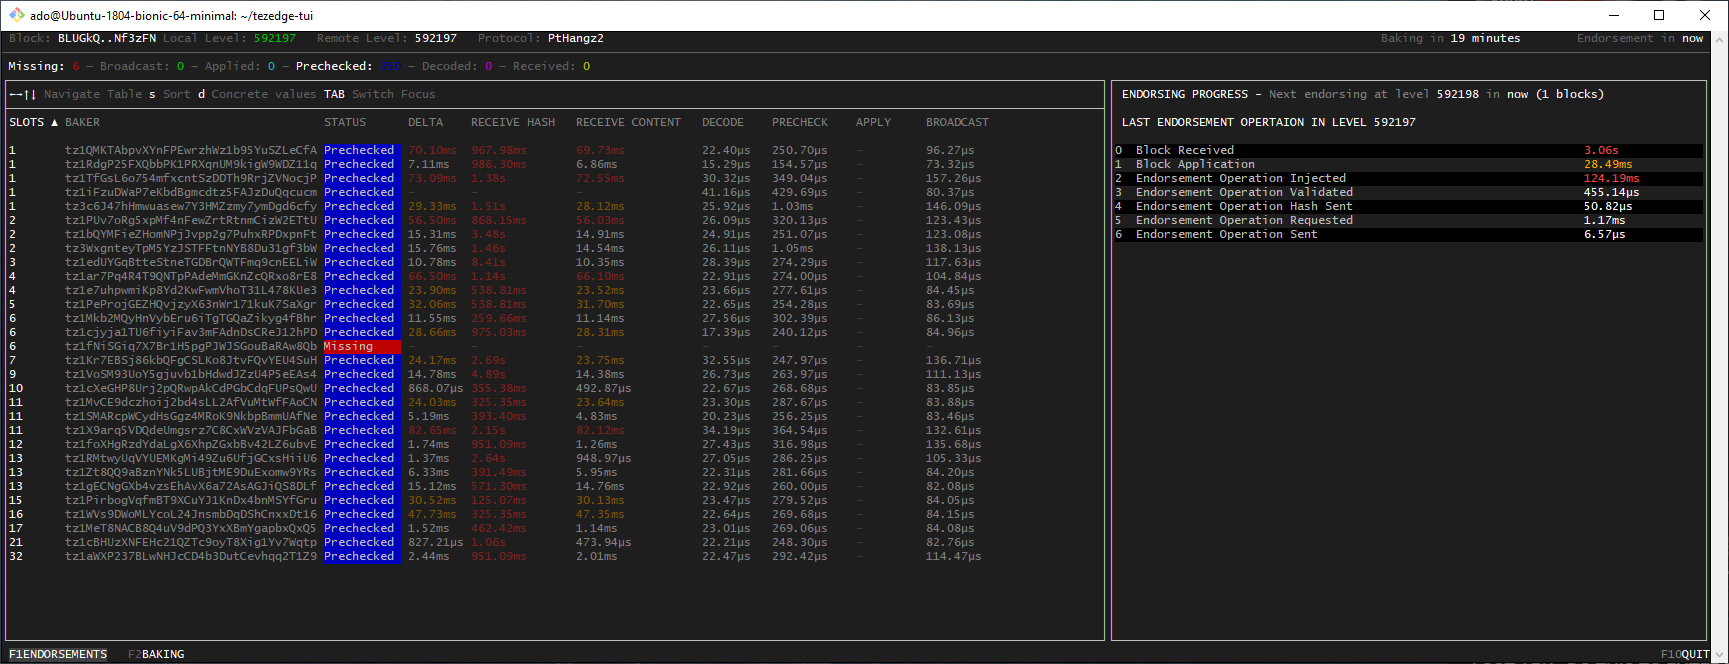 ado@Ubuntu-1804-bionic-64-minimal: ~/tezedge-tui
Block: BLUGkQ..Nf3zFN Local Level: 592197 Remote Level: 592197 Protocol: PtHangz2 Baking in 19 minutes Endorsement in now
Missing: 6 – Broadcast: 0 – Applied: 0 – Prechecked: 250 – Decoded: 0 – Received: 0
←→↑↓ Navigate Table s Sort d Concrete values TAB Switch Focus
SLOTS ▲ BAKER STATUS DELTA RECEIVE HASH RECEIVE CONTENT DECODE PRECHECK APPLY BROADCAST
1 tz1QMKTAbpvXYnFPEwrzhWz1b95YuSZLeCfA Prechecked 70.10ms 967.98ms 69.73ms 22.40µs 250.70µs - 96.27µs
1 tz1RdgP25FXQbbPK1PRXqnUM9kigW9WDZ11q Prechecked 7.11ms 986.30ms 6.86ms 15.29µs 154.57µs - 73.32µs
1 tz1TfGsL6o754mfxcntSzDDTh9RrjZVNocjP Prechecked 73.09ms 1.38s 72.55ms 30.32µs 349.04µs - 157.26µs
1 tz1iFzuDWaP7eKbdBgmcdtz5FAJzDuQqcucm Prechecked - - - 41.16µs 429.69µs - 80.37µs
1 tz3c6J47hHmwuasew7Y3HMZzmy7ymDgd6cfy Prechecked 29.33ms 1.51s 28.12ms 25.92µs 1.03ms - 146.09µs
2 tz1PUv7oRg5xpMf4nFewZrtRtnmCizW2ETtU Prechecked 56.50ms 868.15ms 56.03ms 26.09µs 320.13µs - 123.43µs
2 tz1bQYMFieZHomNPjJvpp2g7PuhxRPDxpnFt Prechecked 15.31ms 3.48s 14.91ms 24.91µs 251.07µs - 123.08µs
2 tz3WxgnteyTpM5YzJSTFFtnNYB8Du31gf3bW Prechecked 15.76ms 1.46s 14.54ms 26.11µs 1.05ms - 138.13µs
3 tz1edUYGqBtteStneTGDBrQWTFmq9cnEELiW Prechecked 10.78ms 8.41s 10.35ms 28.39µs 274.29µs - 117.63µs
4 tz1ar7Pq4R4T9QNTpPAdeMmGKnZcQRxo8rE8 Prechecked 66.50ms 1.14s 66.10ms 22.91µs 274.00µs - 104.84µs
4 tz1e7uhpwmiKp8Yd2KwFwmVhoT31L478KUe3 Prechecked 23.90ms 538.81ms 23.52ms 23.66µs 277.61µs - 84.45µs
5 tz1PeProjGEZHQvjzyX63nWr171kuK7SaXgr Prechecked 32.06ms 538.81ms 31.70ms 22.65µs 254.28µs - 83.69µs
6 tz1Mkb2MQyHnVybEru6iTgTGQaZikyg4fBhr Prechecked 11.55ms 259.66ms 11.14ms 27.56µs 302.39µs - 86.13µs
6 tz1cjyja1TU6fiyiFav3mFAdnDsCReJ12hPD Prechecked 28.66ms 975.03ms 28.31ms 17.39µs 240.12µs - 84.96µs
6 tz1fNiSGiq7X7Br1H5pgPJWJSGouBaRAw8Qb Missing - - - - - - -
7 tz1Kr7EBSj86kbQFgCSLKo8JtvFQvYEU4SuH Prechecked 24.17ms 2.69s 23.75ms 32.55µs 247.97µs - 136.71µs
9 tz1VoSM93UoY5gjuvb1bHdwdJZzU4P5eEAs4 Prechecked 14.78ms 4.89s 14.38ms 26.73µs 263.97µs - 111.13µs
10 tz1cXeGHP8Urj2pQRwpAkCdPGbCdqFUPsQwU Prechecked 868.07µs 355.38ms 492.87µs 22.67µs 268.68µs - 83.85µs
11 tz1MvCE9dczhoij2bd4sLL2AfVuMtWfFAoCN Prechecked 24.03ms 325.35ms 23.64ms 23.30µs 287.67µs - 83.88µs
11 tz1SMARcpWCydHsGgz4MRoK9NkbpBmmUAfNe Prechecked 5.19ms 393.40ms 4.83ms 20.23µs 256.25µs - 83.46µs
11 tz1X9arq5VDQdeUmgsrz7C8CxWVzVAJFbGaB Prechecked 82.65ms 2.15s 82.12ms 34.19µs 364.54µs - 132.61µs
12 tz1foXHgRzdYdaLgX6XhpZGxbBv42LZ6ubvE Prechecked 1.74ms 951.09ms 1.26ms 27.43µs 316.98µs - 135.68µs
13 tz1RMtwyUqVYUEMKgMi49Zu6UfjGCxsHiiU6 Prechecked 1.37ms 2.64s 948.97µs 27.05µs 286.25µs - 105.33µs
13 tz1Zt8QQ9aBznYNk5LUBjtME9DuExomw9YRs Prechecked 6.33ms 391.49ms 5.95ms 22.31µs 281.66µs - 84.20µs
13 tz1gECNgGXb4vzsEhAvX6a72AsAGJiQS8DLf Prechecked 15.12ms 571.30ms 14.76ms 22.92µs 260.00µs - 82.08µs
15 tz1PirbogVqfmBT9XCuYJ1KnDx4bnMSYfGru Prechecked 30.52ms 125.07ms 30.13ms 23.47µs 279.52µs - 84.05µs
16 tz1WVs9DWoMLYcoL24JnsmbDqDShCnxxDt16 Prechecked 47.73ms 325.35ms 47.35ms 22.64µs 269.68µs - 84.15µs
17 tz1MeT8NACB8Q4uV9dPQ3YxXBmYgapbxQxQ5 Prechecked 1.52ms 462.42ms 1.14ms 23.01µs 269.06µs - 84.08µs
21 tz1cBHUzXNFEHc21QZTc9oyT8Xig1Yv7Wqtp Prechecked 827.21µs 1.06s 473.94µs 22.21µs 248.30µs - 82.76µs
32 tz1aWXP237BLwNHJcCD4b3DutCevhqq2T1Z9 Prechecked 2.44ms 951.09ms 2.01ms 22.47µs 292.42µs - 114.47µs
ENDORSING PROGRESS – Next endorsing at level 592198 in now (1 blocks)
LAST ENDORSEMENT OPERTAION IN LEVEL 592197
0 Block Received 3.06s
1 Block Application 28.49ms
2 Endorsement Operation Injected 124.19ms
3 Endorsement Operation Validated 455.14µs
4 Endorsement Operation Hash Sent 50.82µs
5 Endorsement Operation Requested 1.17ms
6 Endorsement Operation Sent 6.57µs
F1ENDORSEMENTS F2BAKING F10QUIT